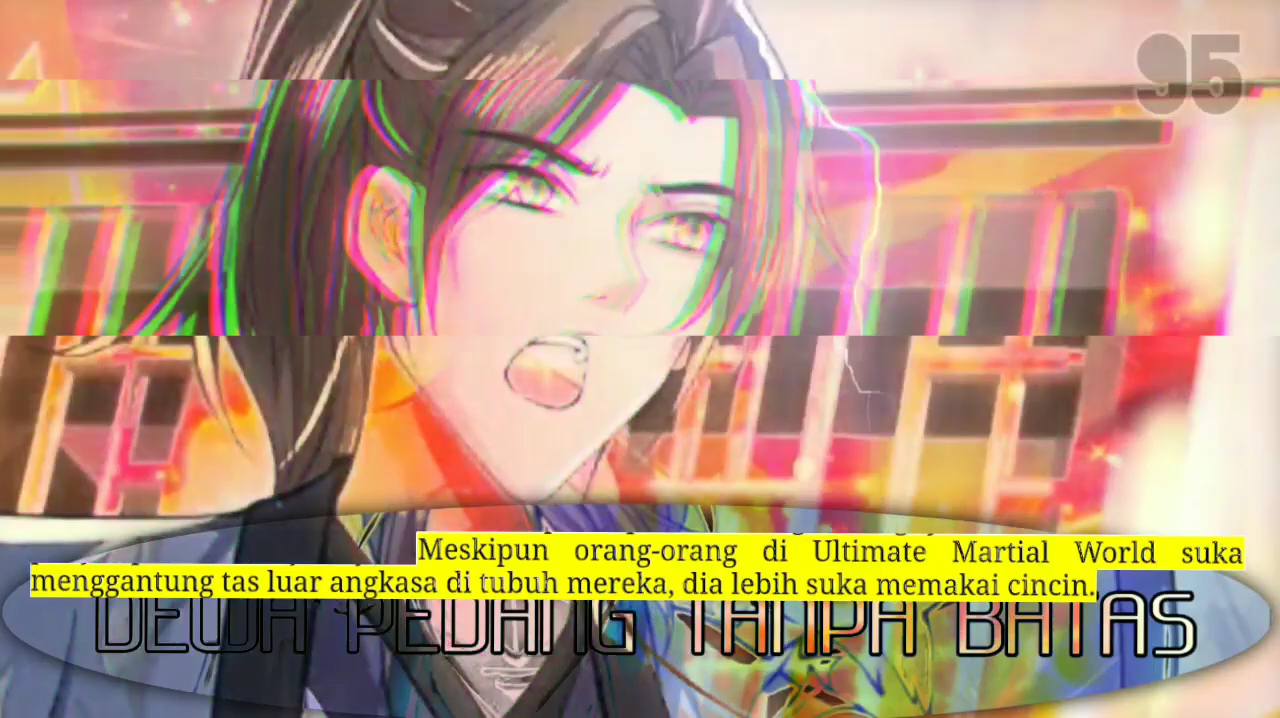 95
Meskipun orang-orang di Ultimate Martial World suka
menggantung tas luar angkasa di tubuh mereka, dia lebih suka memakai cincin.
DEWA PEDANG TANPA BATAS